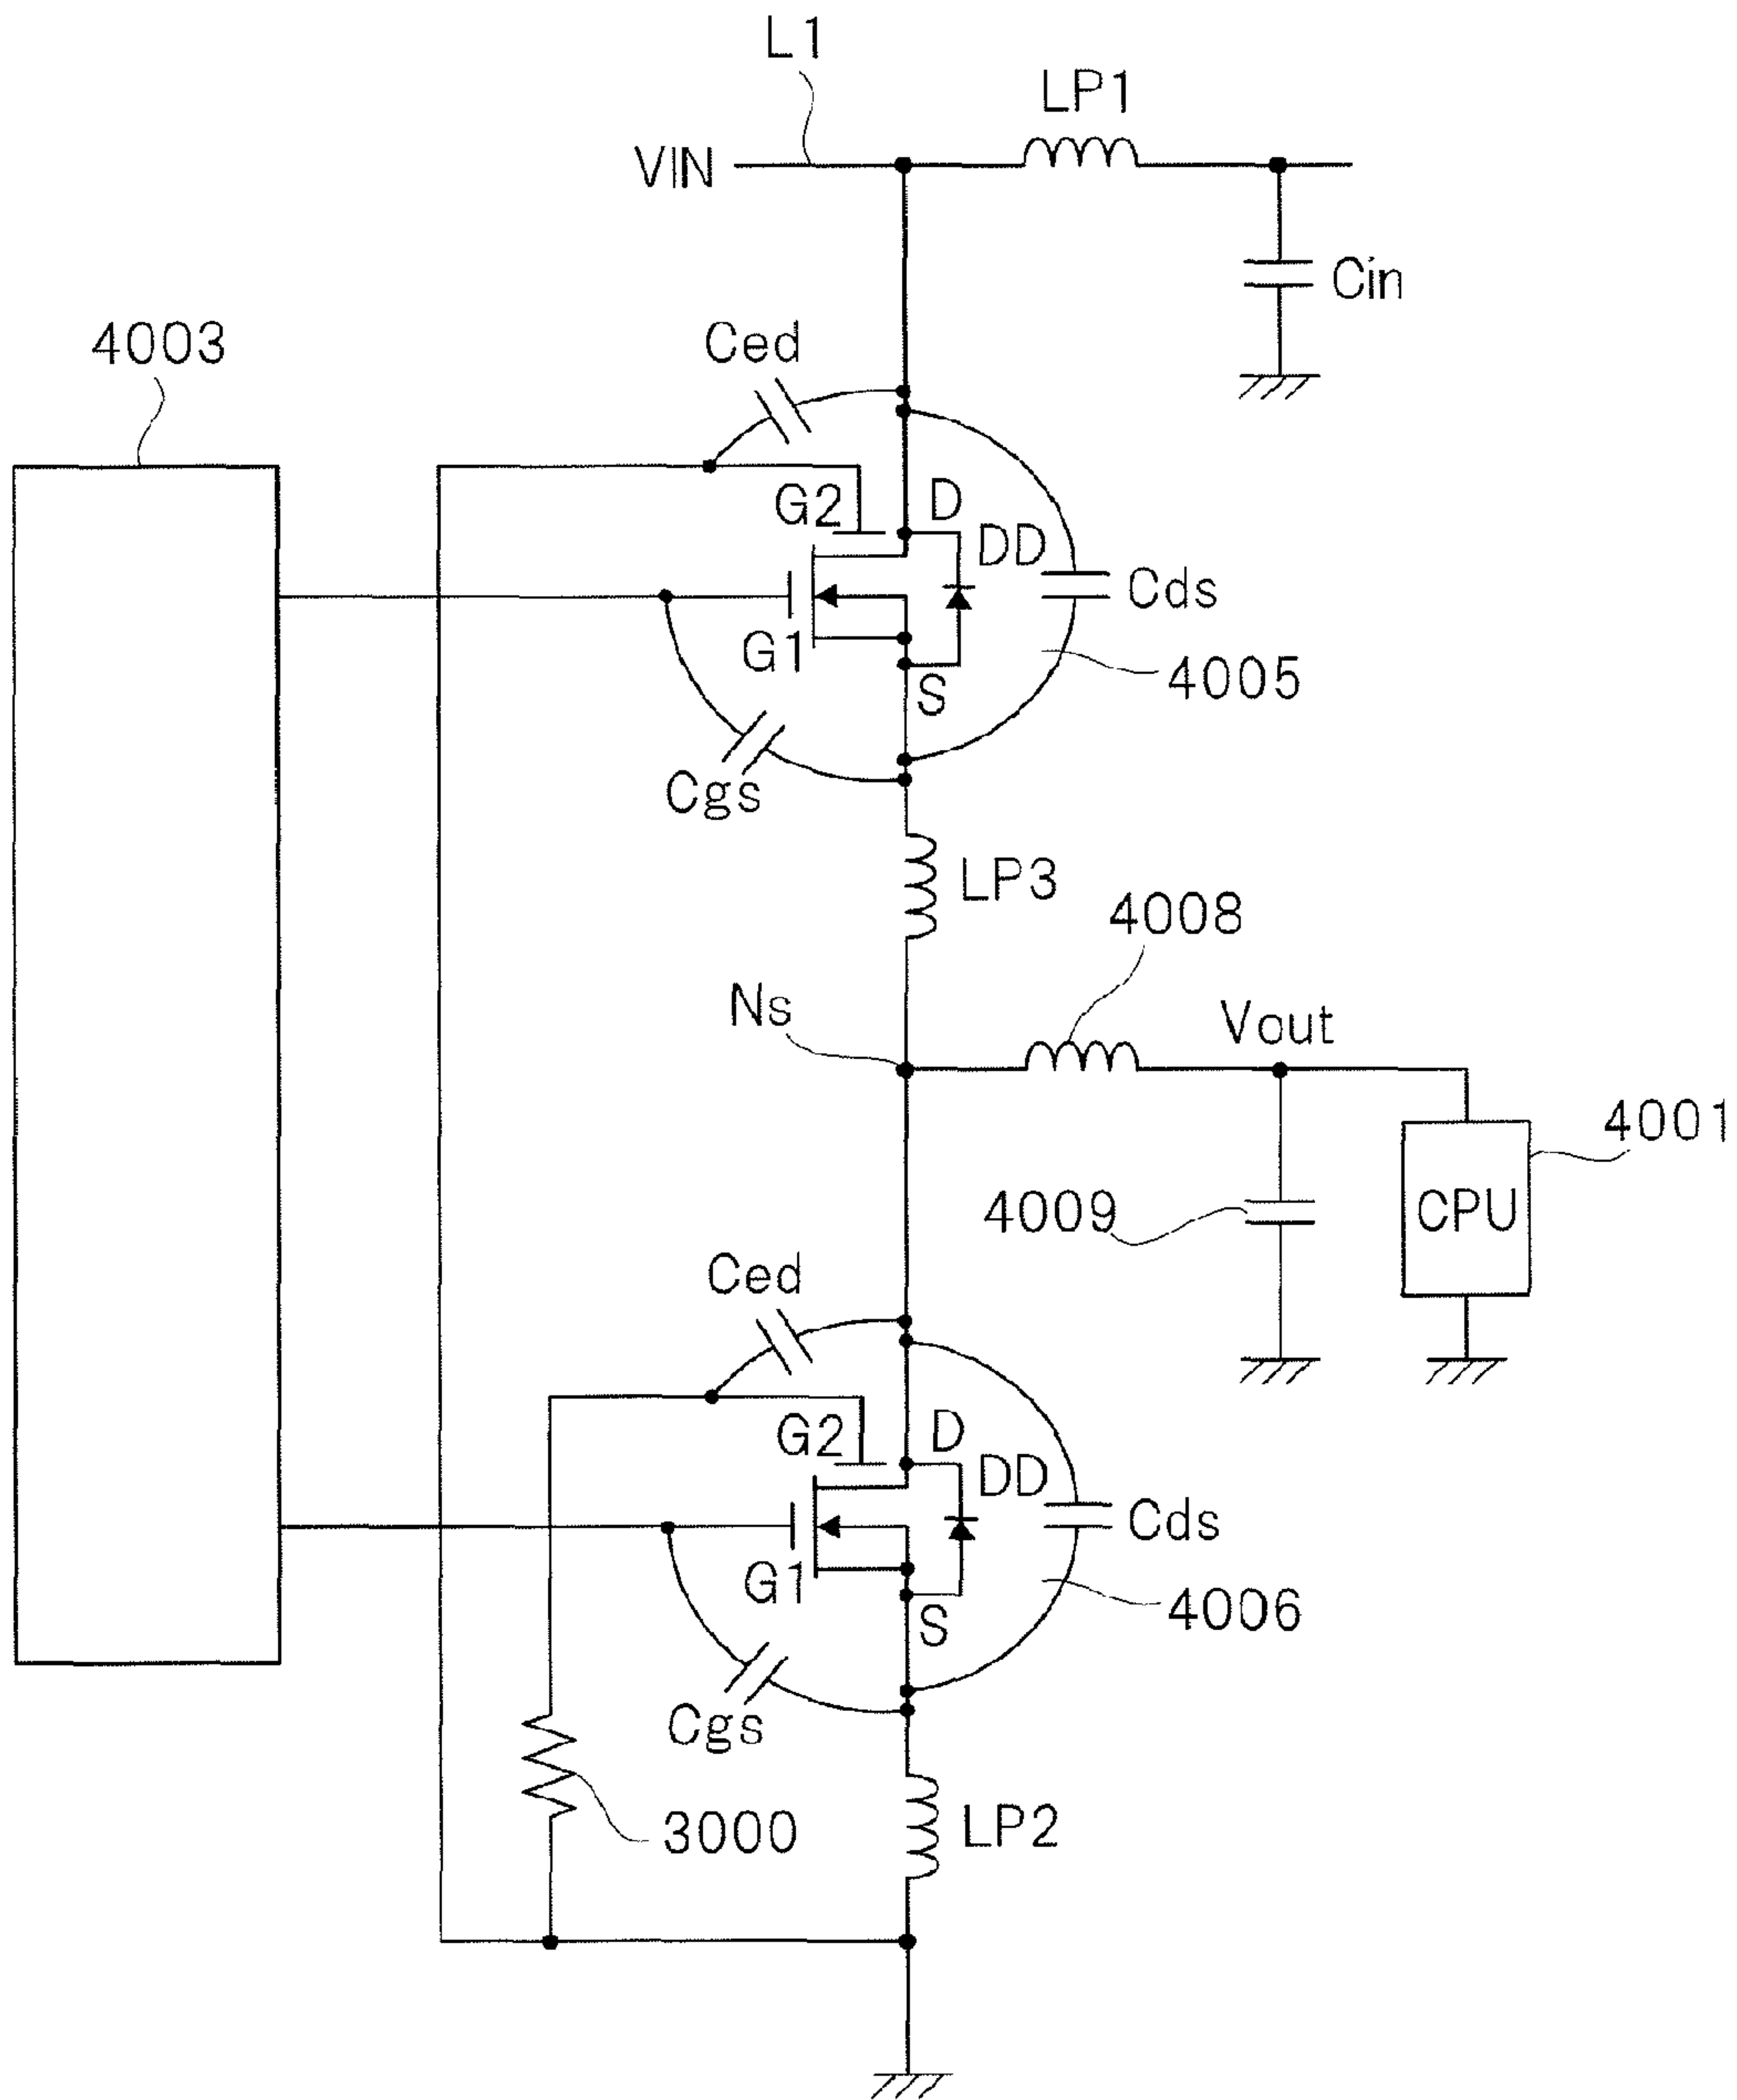 L1
LP1
VIN
Cin
4003
Ced
G2
D
DD
Cds
G1
4005
S
Cgs
LP3
4008
Ns
Vout
4001
CPU
4009
Ced
G2
D
DD
Cds
G1
4006
S
Cgs
3000
LP2